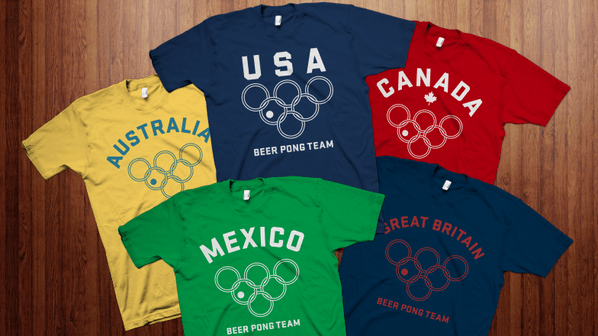 USA
BEER PONG TEAM
CANADA
AUSTRALIA
MEXICO
BEER PONG TEAM
GREAT BRITAIN
BEER PONG TEAM